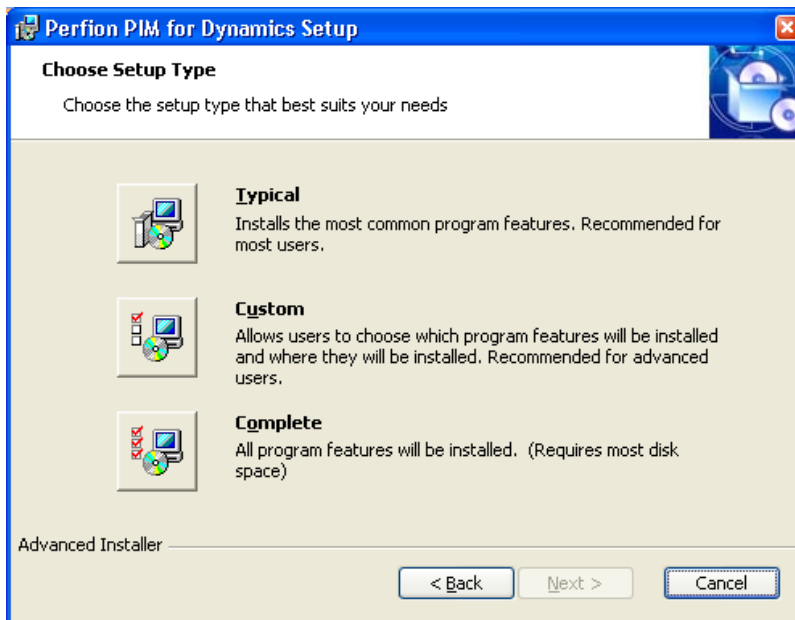 Perfion PIM for Dynamics Setup
Choose Setup Type
Choose the setup type that best suits your needs
Typical
Installs the most common program features. Recommended for
most users.
Custom
Allows users to choose which program features will be installed
and where they will be installed. Recommended for advanced
users.
Complete
All program features will be installed.  (Requires most disk
space)
Advanced Installer
< Back
Next >
Cancel